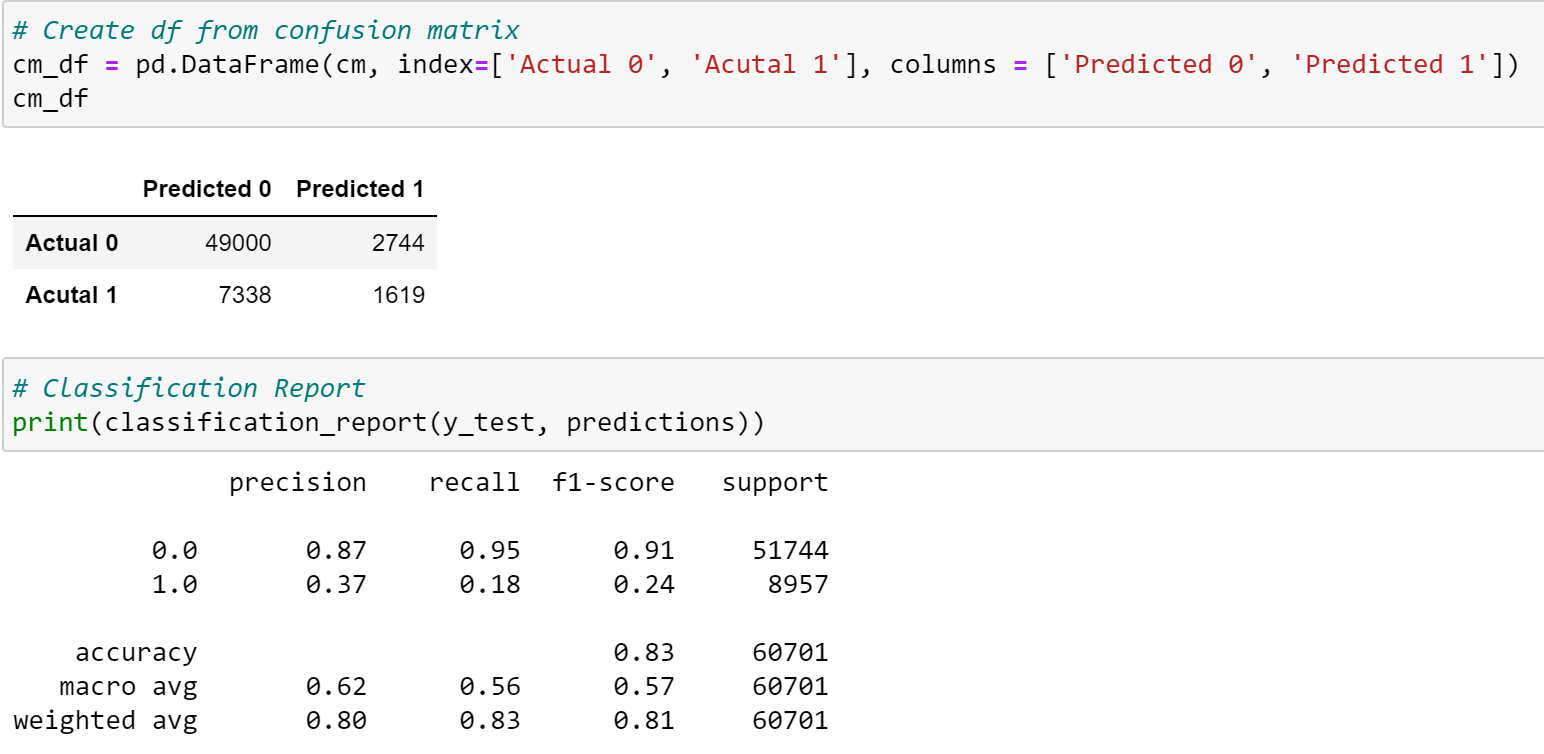 # Create df from confusion matrix
cm_df = pd.DataFrame(cm, index=['Actual 0', 'Acutal 1'], columns = ['Predicted 0', 'Predicted 1'])
cm_df
Predicted 0 Predicted 1
Actual 0 49000 2744
Acutal 1 7338 1619
# Classification Report
print(classification_report(y_test, predictions))
precision recall f1-score support
0.0 0.87 0.95 0.91 51744
1.0 0.37 0.18 0.24 8957
accuracy 0.83 60701
macro avg 0.62 0.56 0.57 60701
weighted avg 0.80 0.83 0.81 60701